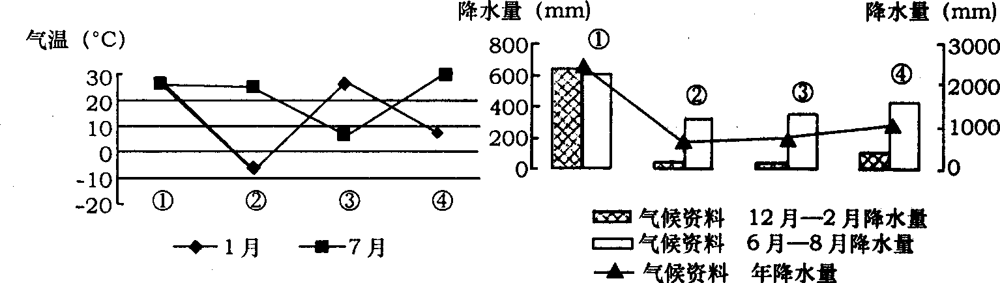 气温 (°C)
30
20
10
0
-10
-20
① ② ③ ④
1月 7月
降水量 (mm)
800
600
400
200
0
降水量 (mm)
3000
2000
1000
0
①
②
③
④
气候资料 12月—2月降水量
气候资料 6月—8月降水量
气候资料 年降水量